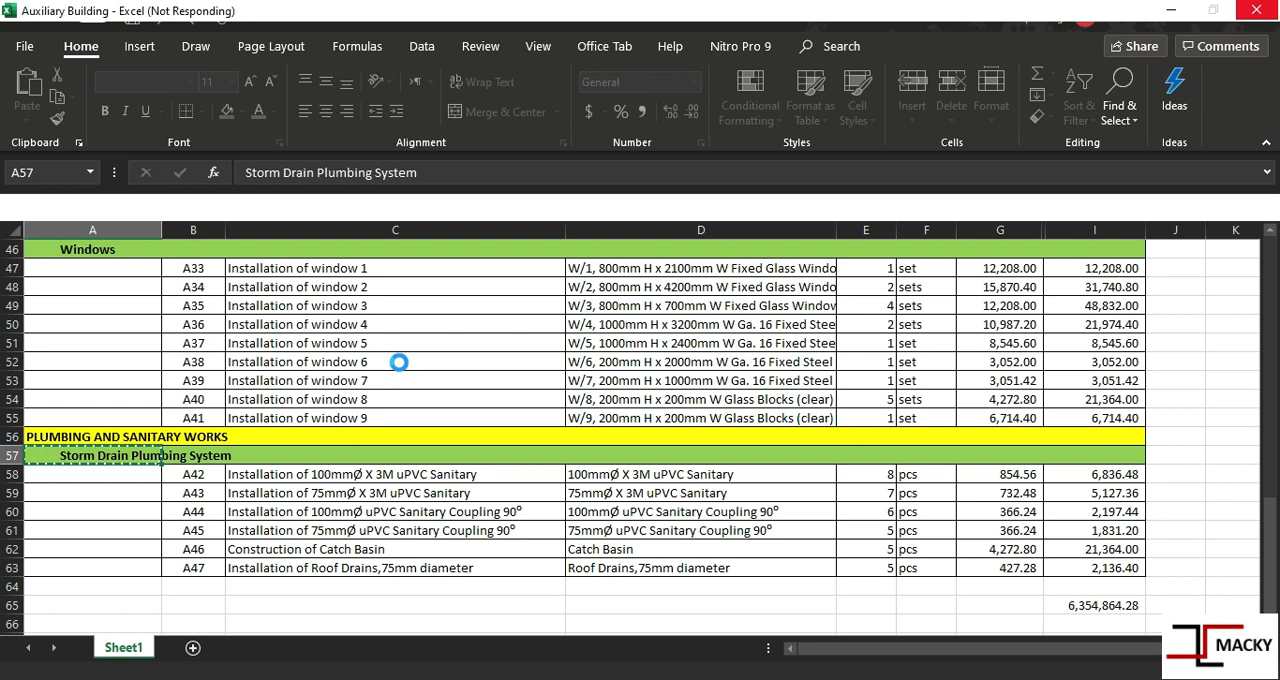 Auxiliary Building - Excel (Not Responding)
File Home Insert Draw Page Layout Formulas Data Review View Office Tab Help Nitro Pro 9 Search Share Comments
Paste
11
B I U
A
Wrap Text
Merge & Center
General
$ %
Conditional Formatting
Format as Table
Cell Styles
Insert Delete Format
Sort & Filter
Find & Select
Ideas
Clipboard Font Alignment Number Styles Cells Editing Ideas
A57 fx Storm Drain Plumbing System
A B C D E F G I J K
46 Windows
47 A33 Installation of window 1 W/1, 800mm H x 2100mm W Fixed Glass Windo 1 set 12,208.00 12,208.00
48 A34 Installation of window 2 W/2, 800mm H x 4200mm W Fixed Glass Windo 2 sets 15,870.40 31,740.80
49 A35 Installation of window 3 W/3, 800mm H x 700mm W Fixed Glass Window 4 sets 12,208.00 48,832.00
50 A36 Installation of window 4 W/4, 1000mm H x 3200mm W Ga. 16 Fixed Stee 2 sets 10,987.20 21,974.40
51 A37 Installation of window 5 W/5, 1000mm H x 2400mm W Ga. 16 Fixed Stee 1 set 8,545.60 8,545.60
52 A38 Installation of window 6 W/6, 200mm H x 2000mm W Ga. 16 Fixed Steel 1 set 3,052.00 3,052.00
53 A39 Installation of window 7 W/7, 200mm H x 1000mm W Ga. 16 Fixed Steel 1 set 3,051.42 3,051.42
54 A40 Installation of window 8 W/8, 200mm H x 200mm W Glass Blocks (clear) 5 sets 4,272.80 21,364.00
55 A41 Installation of window 9 W/9, 200mm H x 200mm W Glass Blocks (clear) 1 set 6,714.40 6,714.40
56 PLUMBING AND SANITARY WORKS
57 Storm Drain Plumbing System
58 A42 Installation of 100mmØ X 3M uPVC Sanitary 100mmØ X 3M uPVC Sanitary 8 pcs 854.56 6,836.48
59 A43 Installation of 75mmØ X 3M uPVC Sanitary 75mmØ X 3M uPVC Sanitary 7 pcs 732.48 5,127.36
60 A44 Installation of 100mmØ uPVC Sanitary Coupling 90° 100mmØ uPVC Sanitary Coupling 90° 6 pcs 366.24 2,197.44
61 A45 Installation of 75mmØ uPVC Sanitary Coupling 90° 75mmØ uPVC Sanitary Coupling 90° 5 pcs 366.24 1,831.20
62 A46 Construction of Catch Basin Catch Basin 5 pcs 4,272.80 21,364.00
63 A47 Installation of Roof Drains,75mm diameter Roof Drains,75mm diameter 5 pcs 427.28 2,136.40
64
65 6,354,864.28
66
Sheet1
MACKY